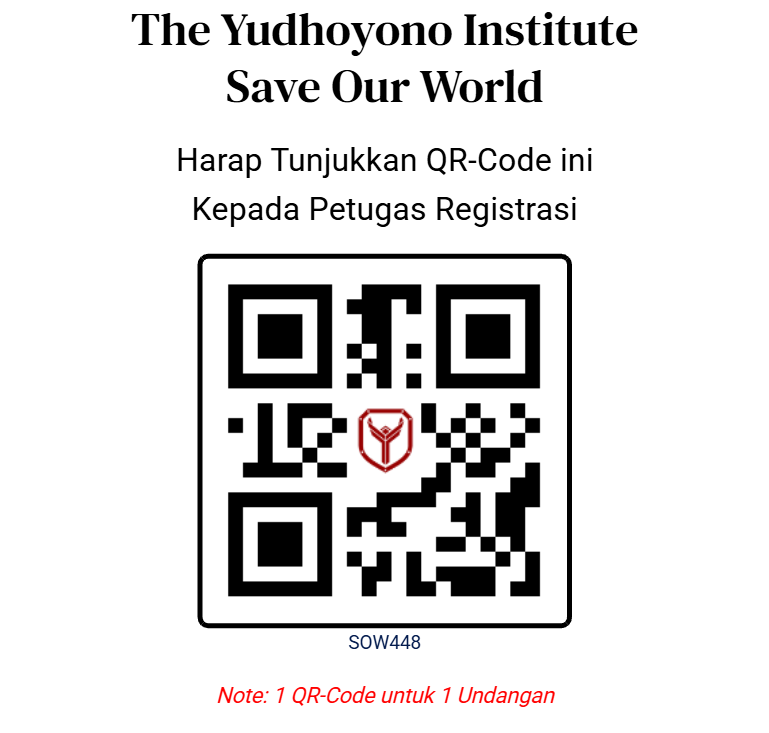 The Yudhoyono Institute
Save Our World
Harap Tunjukkan QR-Code ini
Kepada Petugas Registrasi
SOW448
Note: 1 QR-Code untuk 1 Undangan